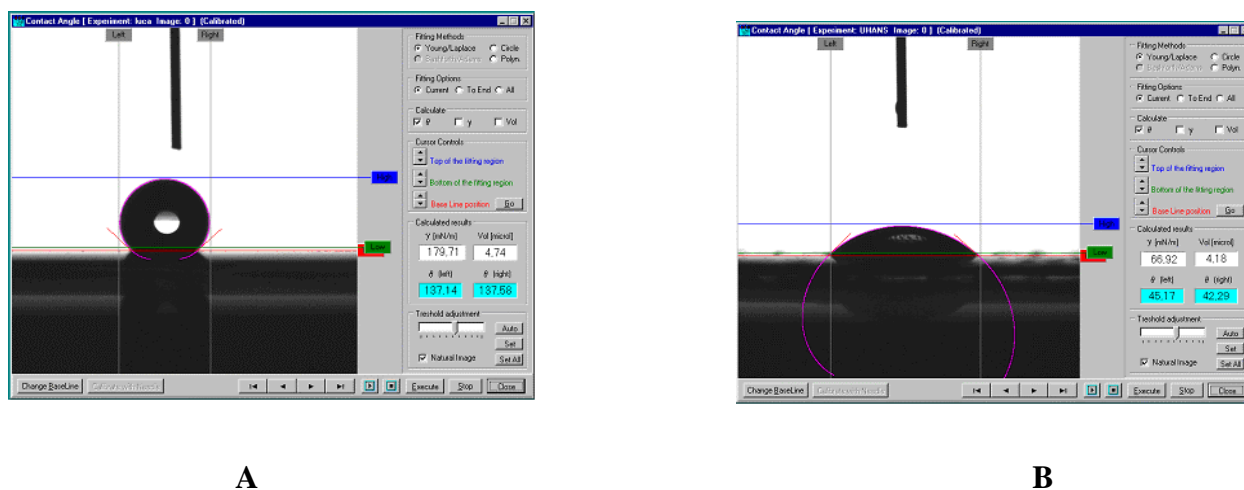 Contact Angle [ Experiment: luca Image: 0 ] (Calibrated)
Left Right
Fitting Methods
Young/Laplace Circle
Polyn.
Fitting Options
Current To End All
Calculate
θ γ Vol
Cursor Controls
Top of the fitting region
Bottom of the fitting region
Base Line position Go
Calculated results
γ [mN/m] Vol [microl]
179,71 4,74
θ (left) θ (right)
137,14 137,58
Treshold adjustment
Auto
Set
Natural Image Set All
Low
Change BaseLine Calibrate with Needle Execute Stop Close
A
Contact Angle [ Experiment: UHANS Image: 0 ] (Calibrated)
Left Right
Fitting Methods
Young/Laplace Circle
Polyn.
Fitting Options
Current To End All
Calculate
θ γ Vol
Cursor Controls
Top of the fitting region
Bottom of the fitting region
Base Line position Go
Calculated results
γ [mN/m] Vol [microl]
66,92 4,18
θ (left) θ (right)
45,17 42,29
Treshold adjustment
Auto
Set
Natural Image Set All
High
Low
Change BaseLine Calibrate with Needle Execute Stop Close
B